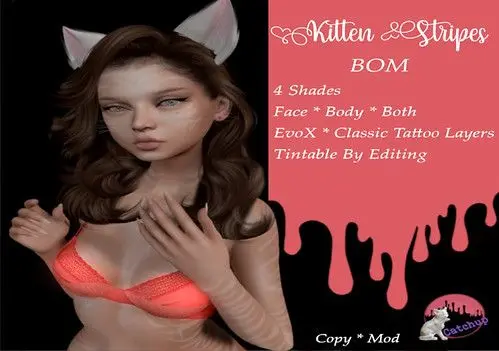 Kitten Stripes
BOM
4 Shades
Face * Body * Both
EvoX * Classic Tattoo Layers
Tintable By Editing
Copy * Mod
Catchup